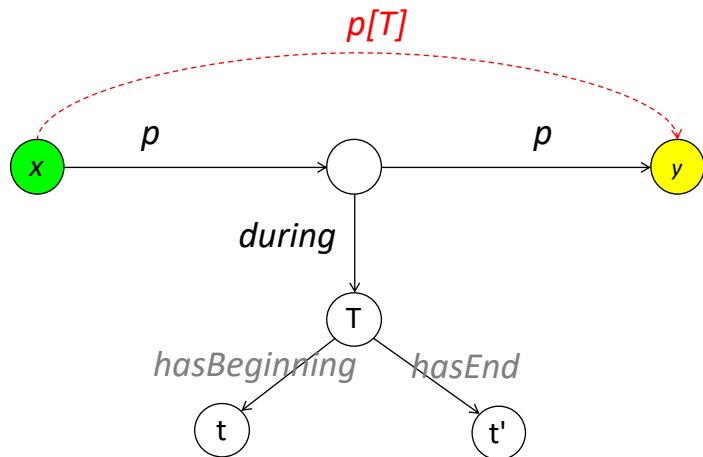 p[T]
p
p
x
y
during
T
hasBeginning
hasEnd
t
t'